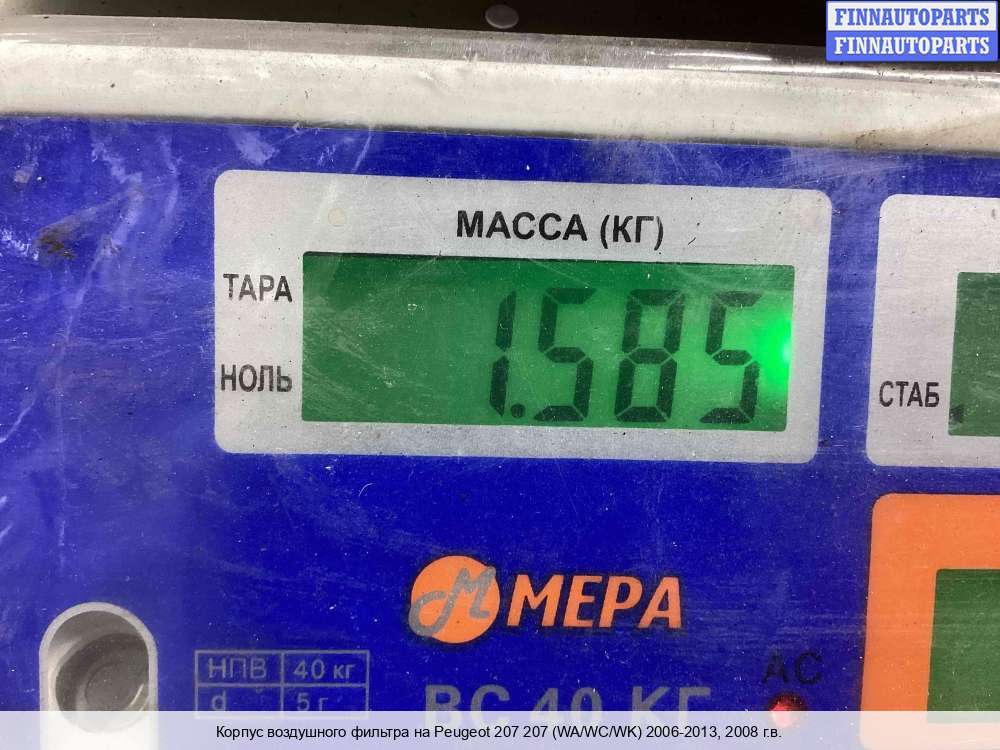 FINNAUTOPARTS
FINNAUTOPARTS
МАССА (КГ)
ТАРА
1.585
НОЛЬ
СТАБ
М МЕРА
НПВ 40 кг
d 5 г
AC
ВС 40 КГ
Корпус воздушного фильтра на Peugeot 207 207 (WA/WC/WK) 2006-2013, 2008 г.в.